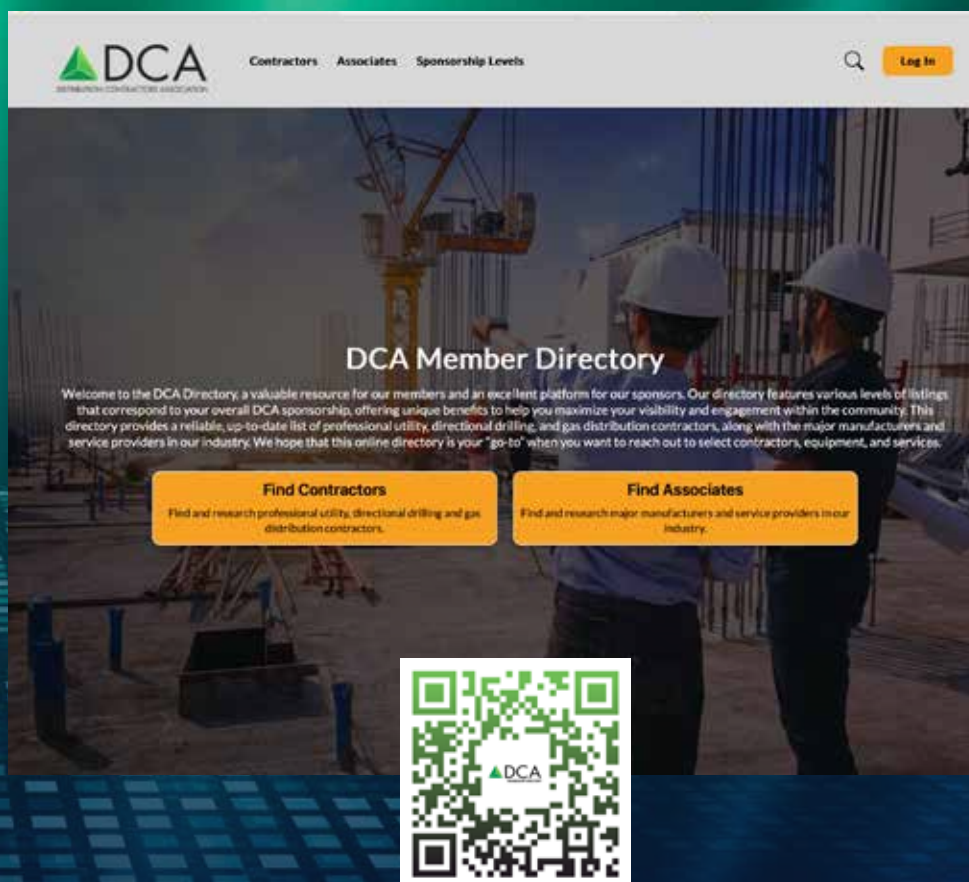 DCA
DISTRIBUTION CONTRACTORS ASSOCIATION
Contractors Associates Sponsorship Levels
Log In
DCA Member Directory
Welcome to the DCA Directory, a valuable resource for our members and an excellent platform for our sponsors. Our directory features various levels of listings
that correspond to your overall DCA sponsorship, offering unique benefits to help you maximize your visibility and engagement within the community. This
directory provides a reliable, up-to-date list of professional utility, directional drilling, and gas distribution contractors, along with the major manufacturers and
service providers in our industry. We hope that this online directory is your "go-to" when you want to reach out to select contractors, equipment, and services.
Find Contractors
Find and research professional utility, directional drilling and gas
distribution contractors.
Find Associates
Find and research major manufacturers and service providers in our
industry.
DCA